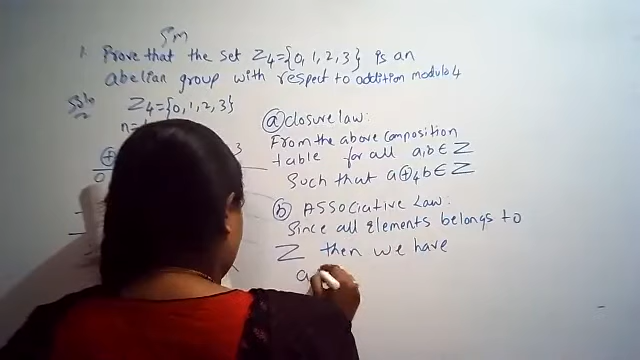 5m
1. Prove that the set Z₄={0,1,2,3} is an
abelian group with respect to addition modulo 4
Soln
Z₄={0,1,2,3}
n=
⊕ 3
0
ⓐ closure law:
From the above composition
table for all a,b ∈ Z
Such that a⊕₄b ∈ Z
ⓑ Associative Law:
Since all elements belongs to
Z then we have
a